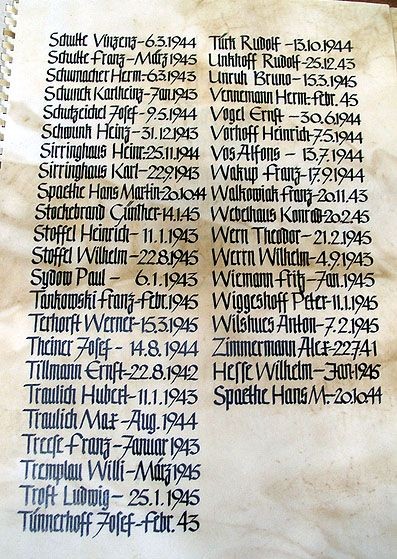 Schulte Vinzenz - 6.3.1944
Schulte Franz - März 1945
Schumacher Herm. - 6.3.1943
Schunck Karlheinz - Jan. 1943
Schutzeichel Josef - 9.5.1944
Schwunk Heinz - 31.12.1943
Sirringhaus Heinr. - 25.11.1944
Sirringhaus Karl - 22.9.1943
Spaethe Hans Martin - 20.10.44
Stockebrand Günther - 14.1.45
Stoffel Heinrich - 11.1.1943
Stoffel Wilhelm - 22.8.1945
Sydow Paul - 6.1.1943
Tankowski Franz - Febr. 1945
Terhorst Werner - 15.3.1945
Theiner Josef - 14.8.1944
Tillmann Ernst - 22.8.1942
Traulich Hubert - 11.1.1943
Traulich Max - Aug. 1944
Treese Franz - Januar 1943
Tremplau Willi - März 1945
Trost Ludwig - 25.1.1945
Tünnerhoff Josef - Febr. 43
Türk Rudolf - 13.10.1944
Unkhoff Rudolf - 25.12.43
Unruh Bruno - 15.3.1945
Vennemann Herm. - Febr. 45
Vogel Ernst - 30.6.1944
Vorhoff Heinrich - 7.5.1944
Vos Alfons - 13.7.1944
Wakup Franz - 17.9.1944
Walkowiak Franz - 20.11.43
Webelhaus Konrad - 20.2.45
Wern Theodor - 21.2.1945
Werrn Wilhelm - 4.9.1943
Wiemann Fritz - Jan. 1945
Wiggeshoff Peter - 11.1.1945
Wilshues Anton - 7.2.1945
Zimmermann Alex - 22.7.41
Hesse Wilhelm - Jan. 1945
Spaethe Hans M. - 20.10.44